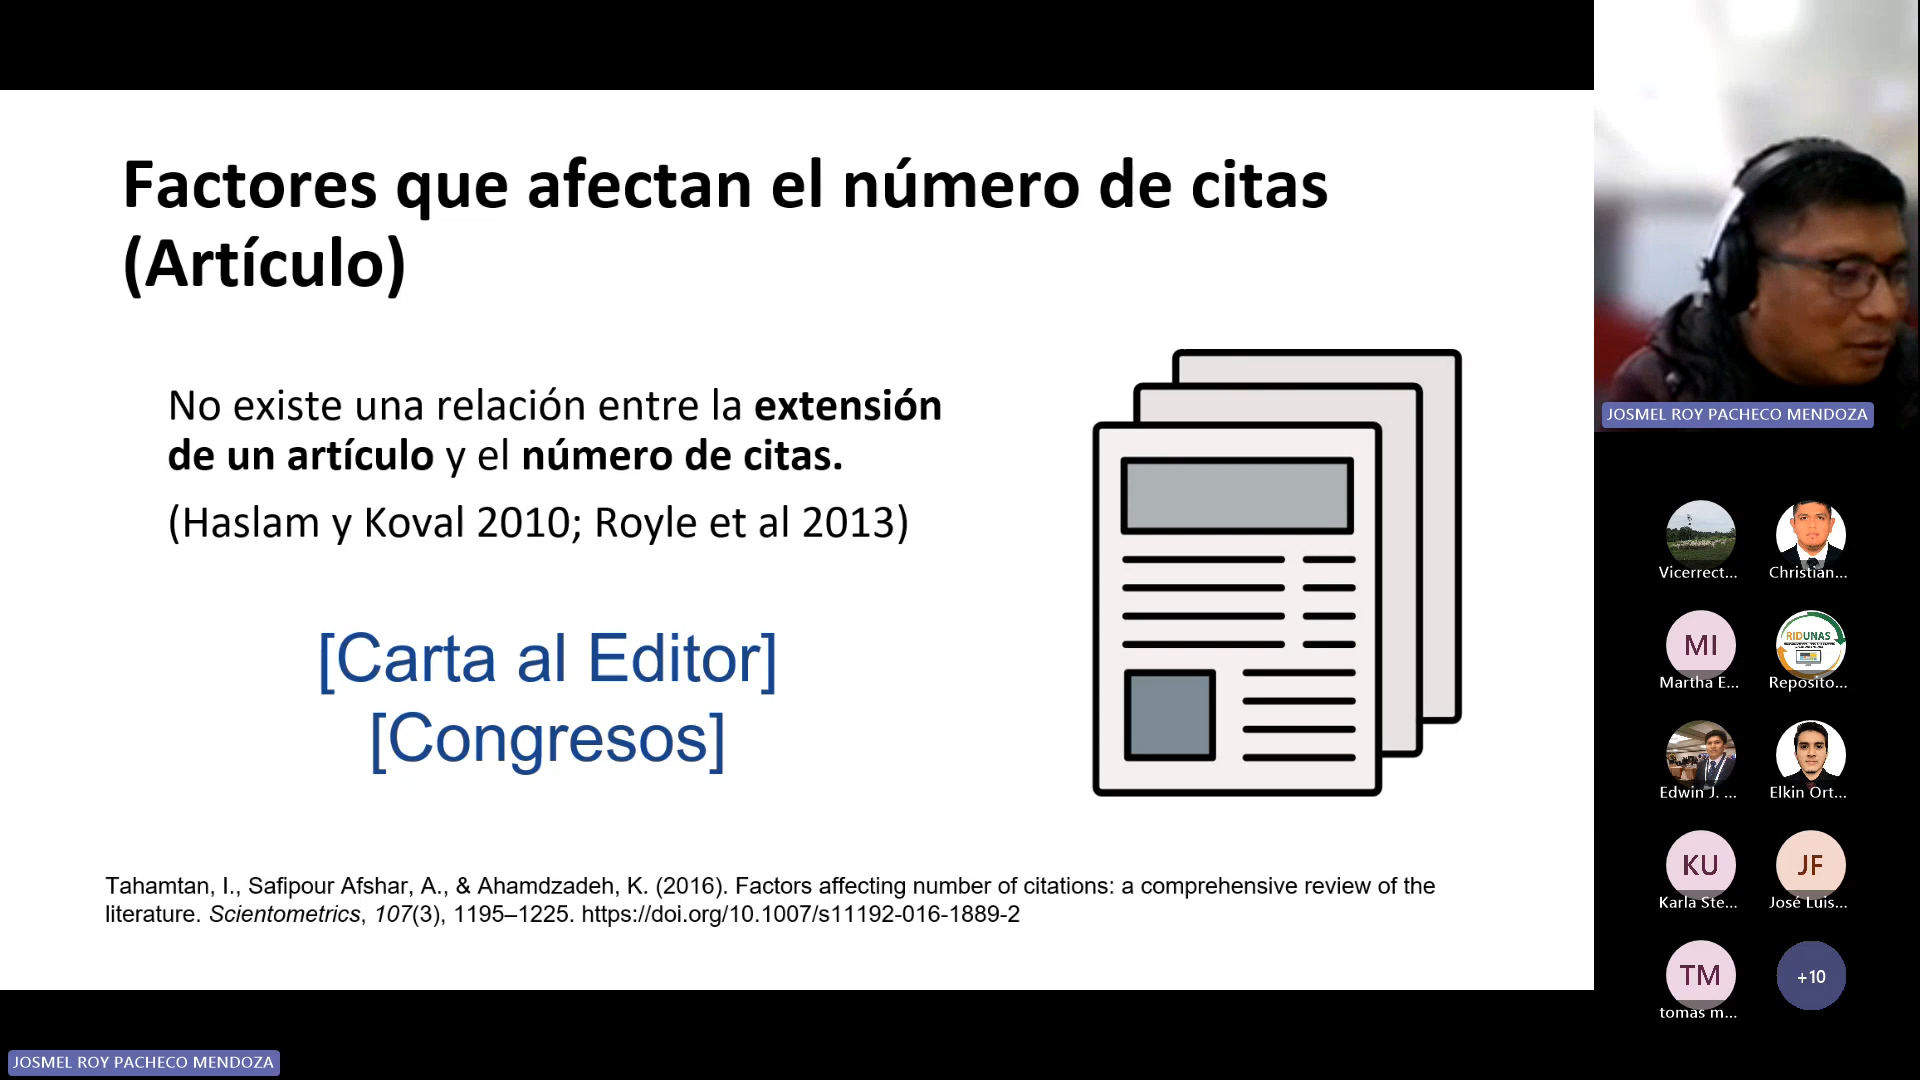 Factores que afectan el número de citas
(Artículo)
No existe una relación entre la extensión
de un artículo y el número de citas.
(Haslam y Koval 2010; Royle et al 2013)
[Carta al Editor]
[Congresos]
Tahamtan, I., Safipour Afshar, A., & Ahamdzadeh, K. (2016). Factors affecting number of citations: a comprehensive review of the
literature. Scientometrics, 107(3), 1195–1225. https://doi.org/10.1007/s11192-016-1889-2
JOSMEL ROY PACHECO MENDOZA
Vicerrect...
Christian...
MI
RIDUNAS
Martha E...
Reposito...
Edwin J. ...
Elkin Ort...
KU
JF
Karla Ste...
José Luis...
TM
+10
tomas m...
JOSMEL ROY PACHECO MENDOZA